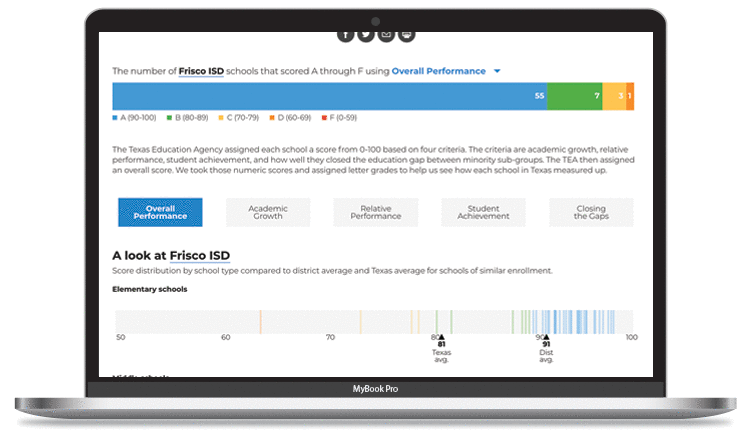 The number of Frisco ISD schools that scored A through F using Overall Performance
55 7 3 1
A (90-100) B (80-89) C (70-79) D (60-69) F (0-59)
The Texas Education Agency assigned each school a score from 0-100 based on four criteria. The criteria are academic growth, relative
performance, student achievement, and how well they closed the education gap between minority sub-groups. The TEA then assigned
an overall score. We took those numeric scores and assigned letter grades to help us see how each school in Texas measured up.
Overall
Performance
Academic
Growth
Relative
Performance
Student
Achievement
Closing
the Gaps
A look at Frisco ISD
Score distribution by school type compared to district average and Texas average for schools of similar enrollment.
Elementary schools
50 60 70 80 90 100
81
Texas
avg.
91
Dist
avg.
Middle schools
MyBook Pro